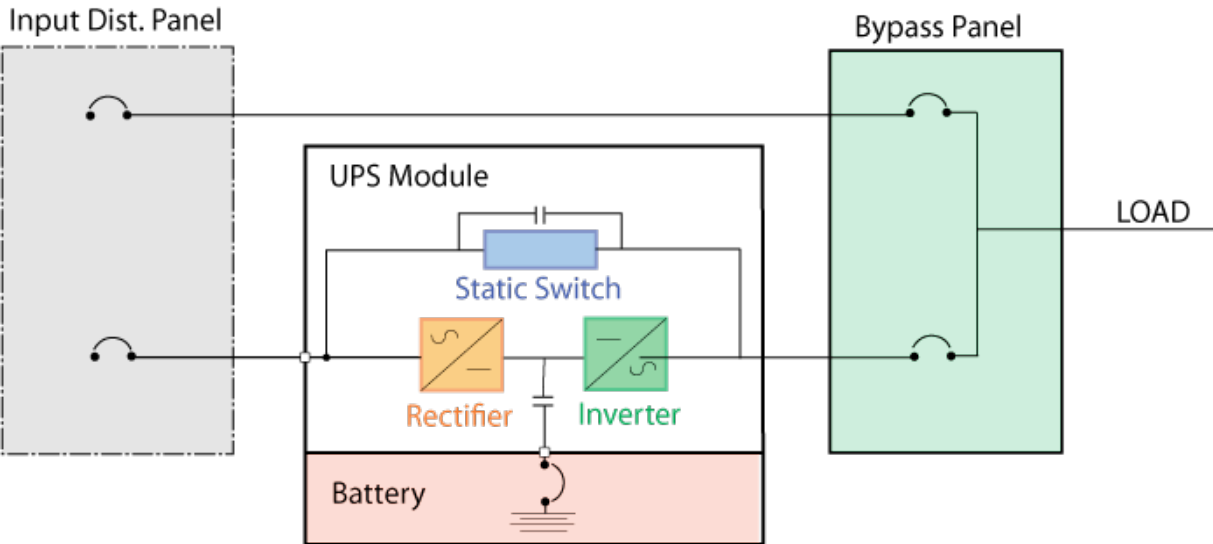 Input Dist. Panel
Bypass Panel
UPS Module
LOAD
Static Switch
Rectifier
Inverter
Battery